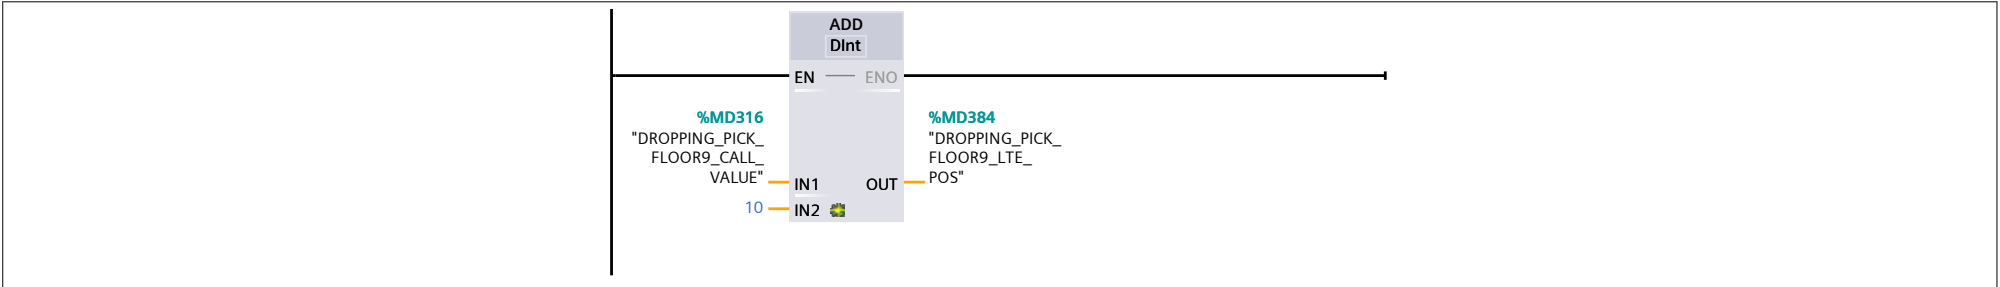 ADD
DInt
EN
ENO
%MD316
"DROPPING_PICK_
FLOOR9_CALL_
VALUE"
IN1
10
IN2
%MD384
"DROPPING_PICK_
FLOOR9_LTE_
POS"
OUT